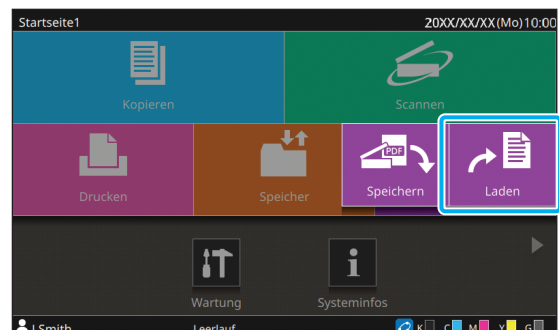 Startseite1 20XX/XX/XX(Mo)10:00
Kopieren Scannen
PDF
Drucken Speicher Speichern Laden
Wartung Systeminfos
J.Smith Leerlauf K C M Y G